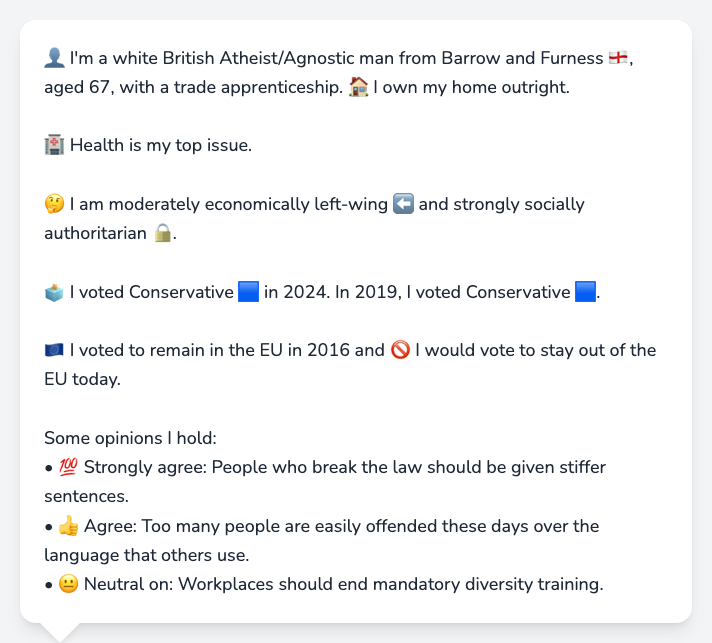 👤 I'm a white British Atheist/Agnostic man from Barrow and Furness 🏴󠁧󠁢󠁥󠁮󠁧󠁿,
aged 67, with a trade apprenticeship. 🏠 I own my home outright.
🏥 Health is my top issue.
🤔 I am moderately economically left-wing ⬅️ and strongly socially
authoritarian 🔒.
🗳️ I voted Conservative 🟦 in 2024. In 2019, I voted Conservative 🟦.
🇪🇺 I voted to remain in the EU in 2016 and 🚫 I would vote to stay out of the
EU today.
Some opinions I hold:
• 💯 Strongly agree: People who break the law should be given stiffer
sentences.
• 👍 Agree: Too many people are easily offended these days over the
language that others use.
• 😐 Neutral on: Workplaces should end mandatory diversity training.